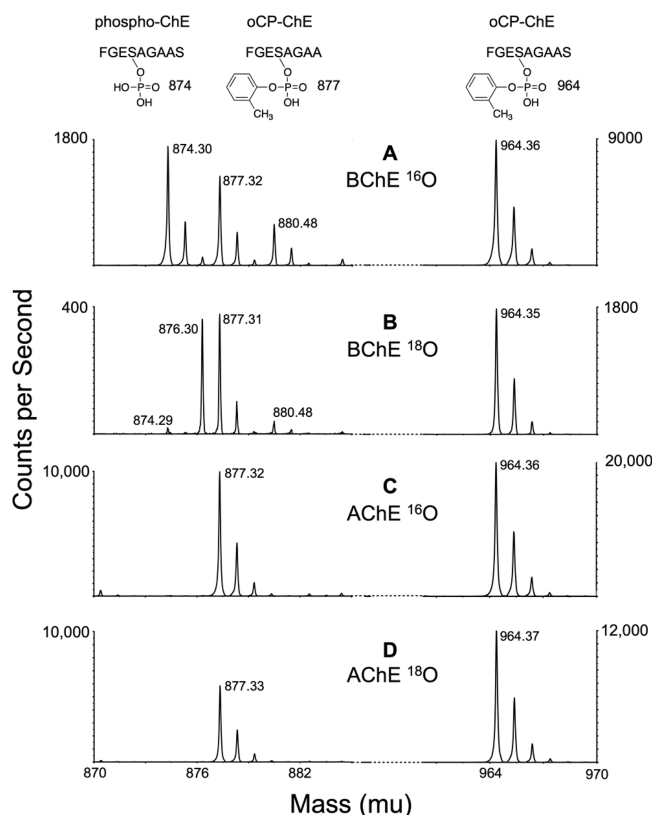 phospho-ChE oCP-ChE oCP-ChE
FGESAGAAS FGESAGAA FGESAGAAS
O O O
HO-P=O 874 O-P=O 877 O-P=O 964
OH OH OH
CH3 CH3
1800 874.30 A 964.36 9000
BChE 16O
877.32
880.48
400 877.31 B 964.35 1800
876.30 BChE 18O
874.29 880.48
10,000 877.32 C 964.36 20,000
AChE 16O
10,000 D 964.37 12,000
877.33 AChE 18O
870 876 882 964 970
Counts per Second
Mass (mu)